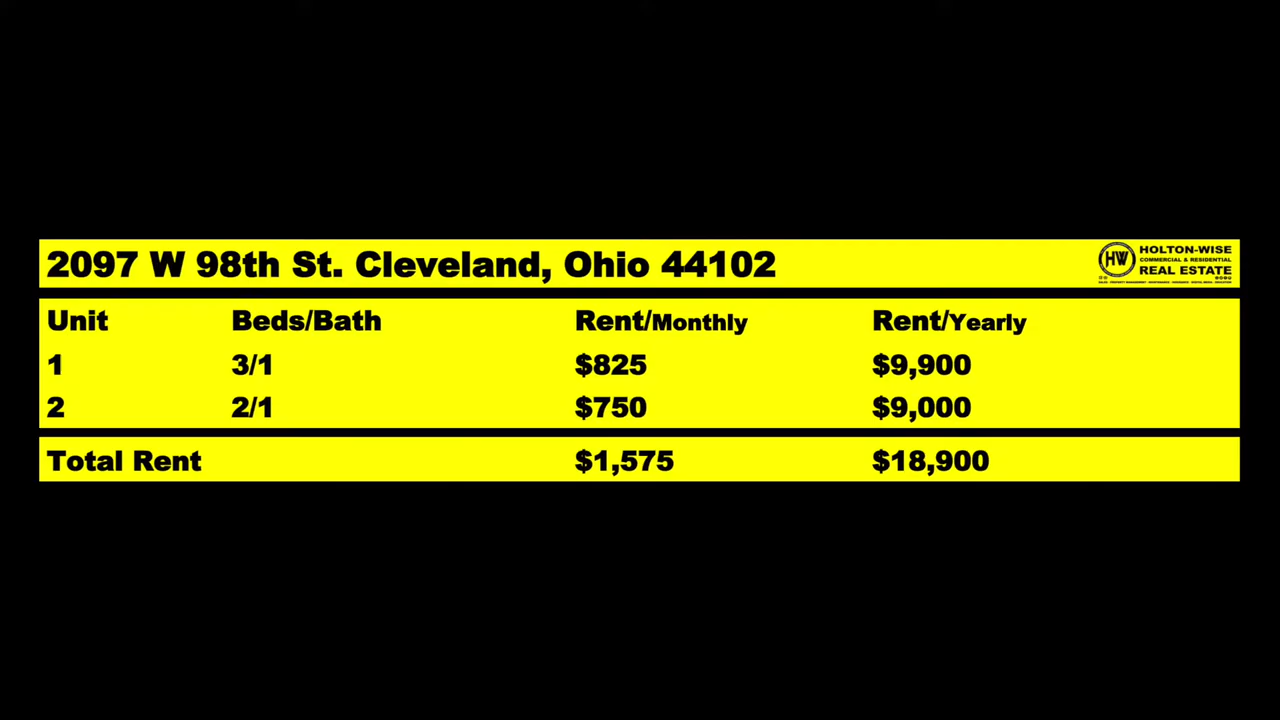 2097 W 98th St. Cleveland, Ohio 44102
HOLTON-WISE
COMMERCIAL & RESIDENTIAL
REAL ESTATE
HW
Unit Beds/Bath Rent/Monthly Rent/Yearly
1 3/1 $825 $9,900
2 2/1 $750 $9,000
Total Rent $1,575 $18,900